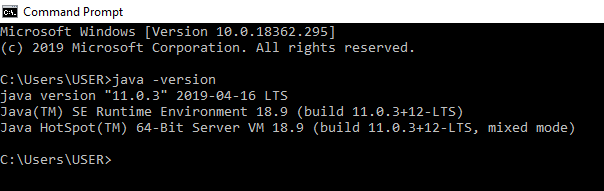 Command Prompt
Microsoft Windows [Version 10.0.18362.295]
(c) 2019 Microsoft Corporation. All rights reserved.
C:\Users\USER>java -version
java version "11.0.3" 2019-04-16 LTS
Java(TM) SE Runtime Environment 18.9 (build 11.0.3+12-LTS)
Java HotSpot(TM) 64-Bit Server VM 18.9 (build 11.0.3+12-LTS, mixed mode)
C:\Users\USER>